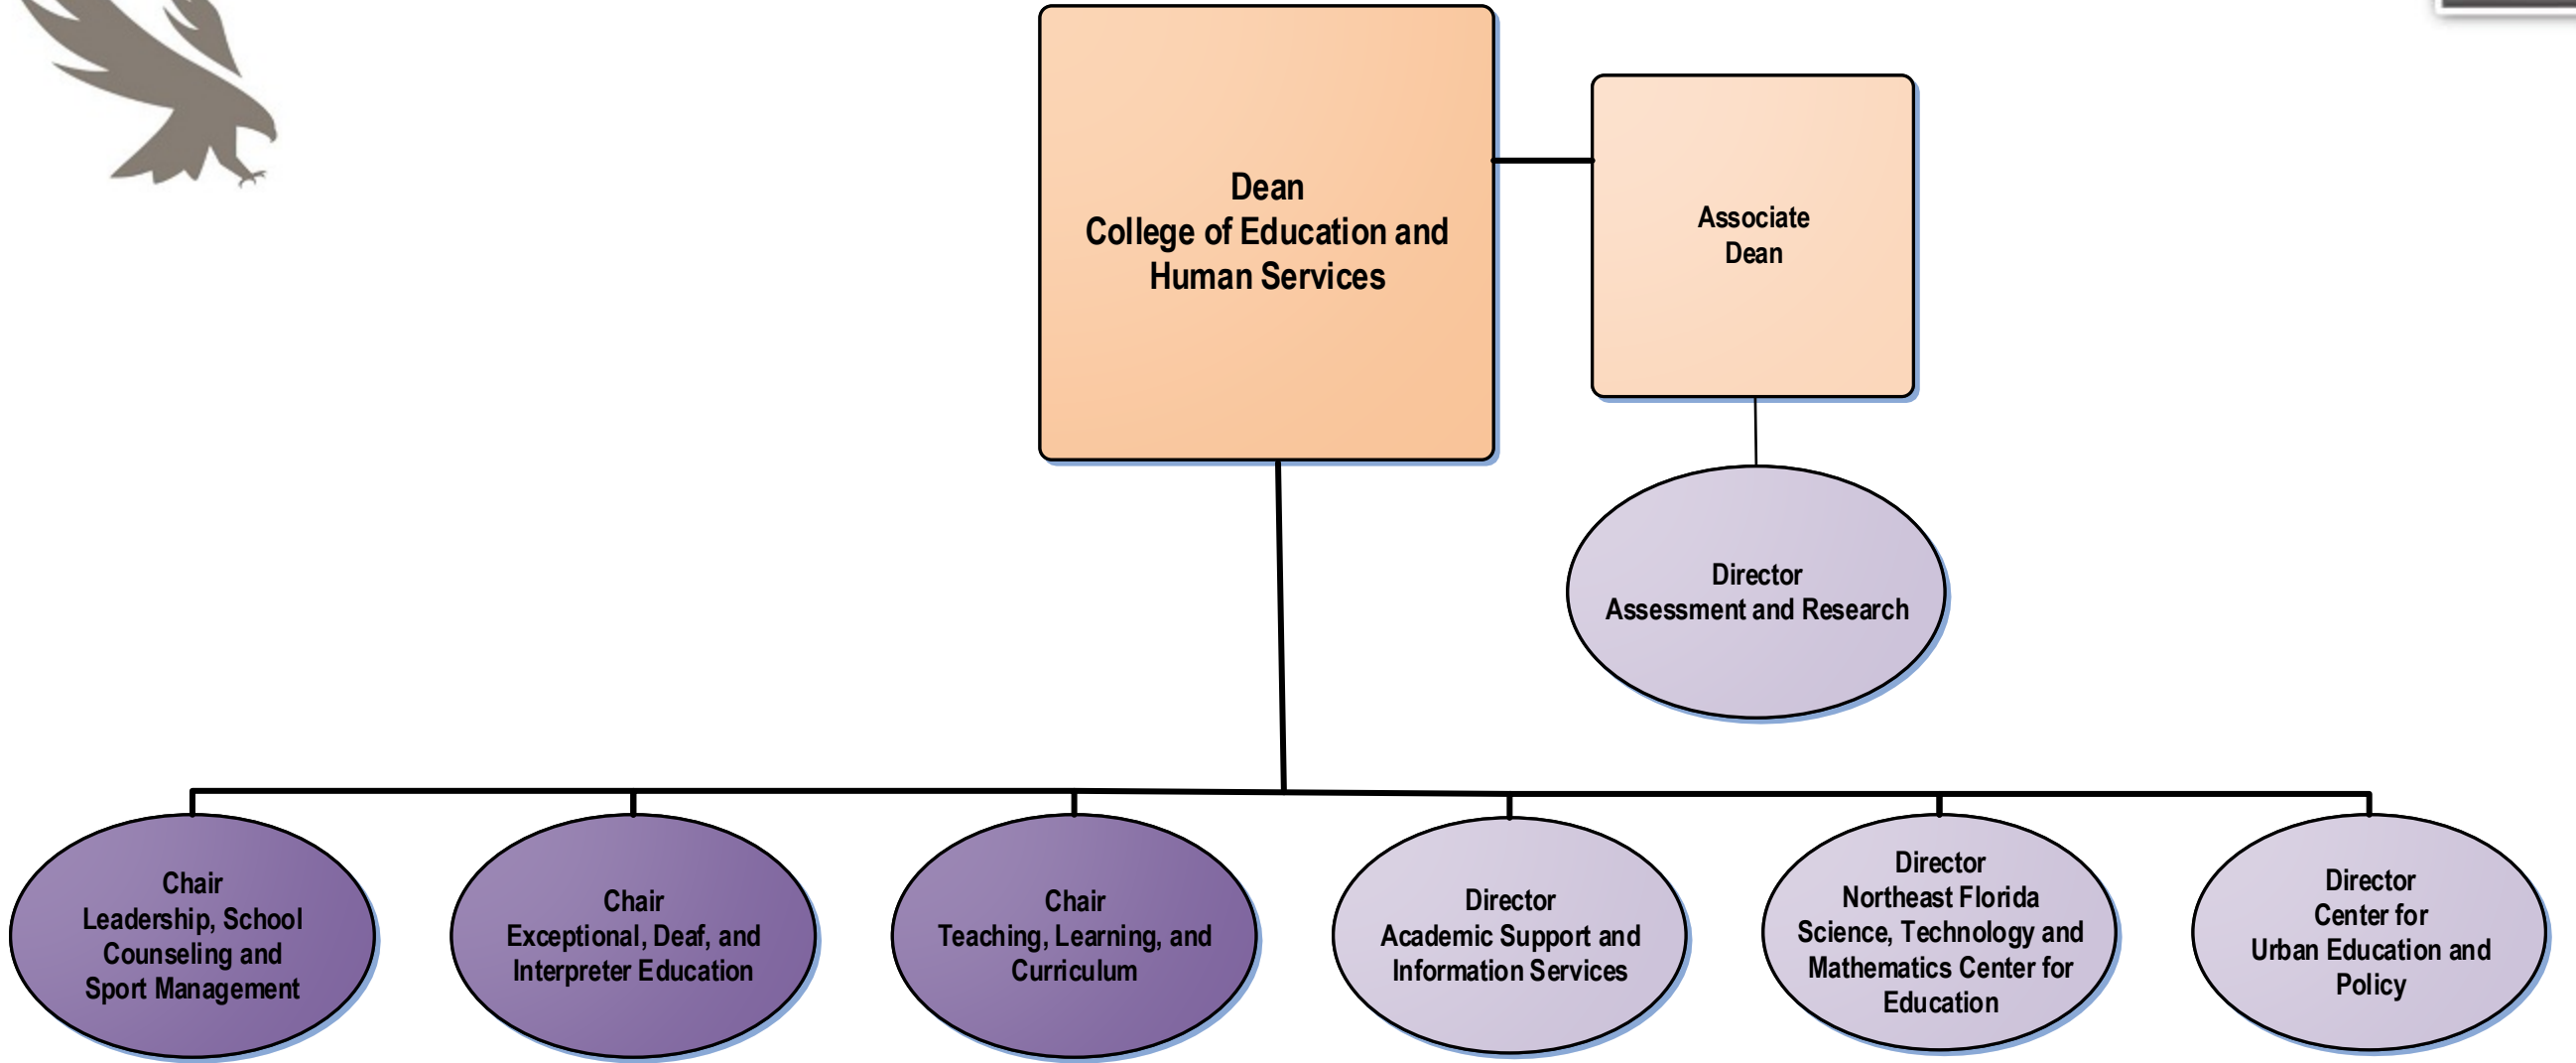 Dean
College of Education and
Human Services
Associate
Dean
Director
Assessment and Research
Chair
Leadership, School
Counseling and
Sport Management
Chair
Exceptional, Deaf, and
Interpreter Education
Chair
Teaching, Learning, and
Curriculum
Director
Academic Support and
Information Services
Director
Northeast Florida
Science, Technology and
Mathematics Center for
Education
Director
Center for
Urban Education and
Policy